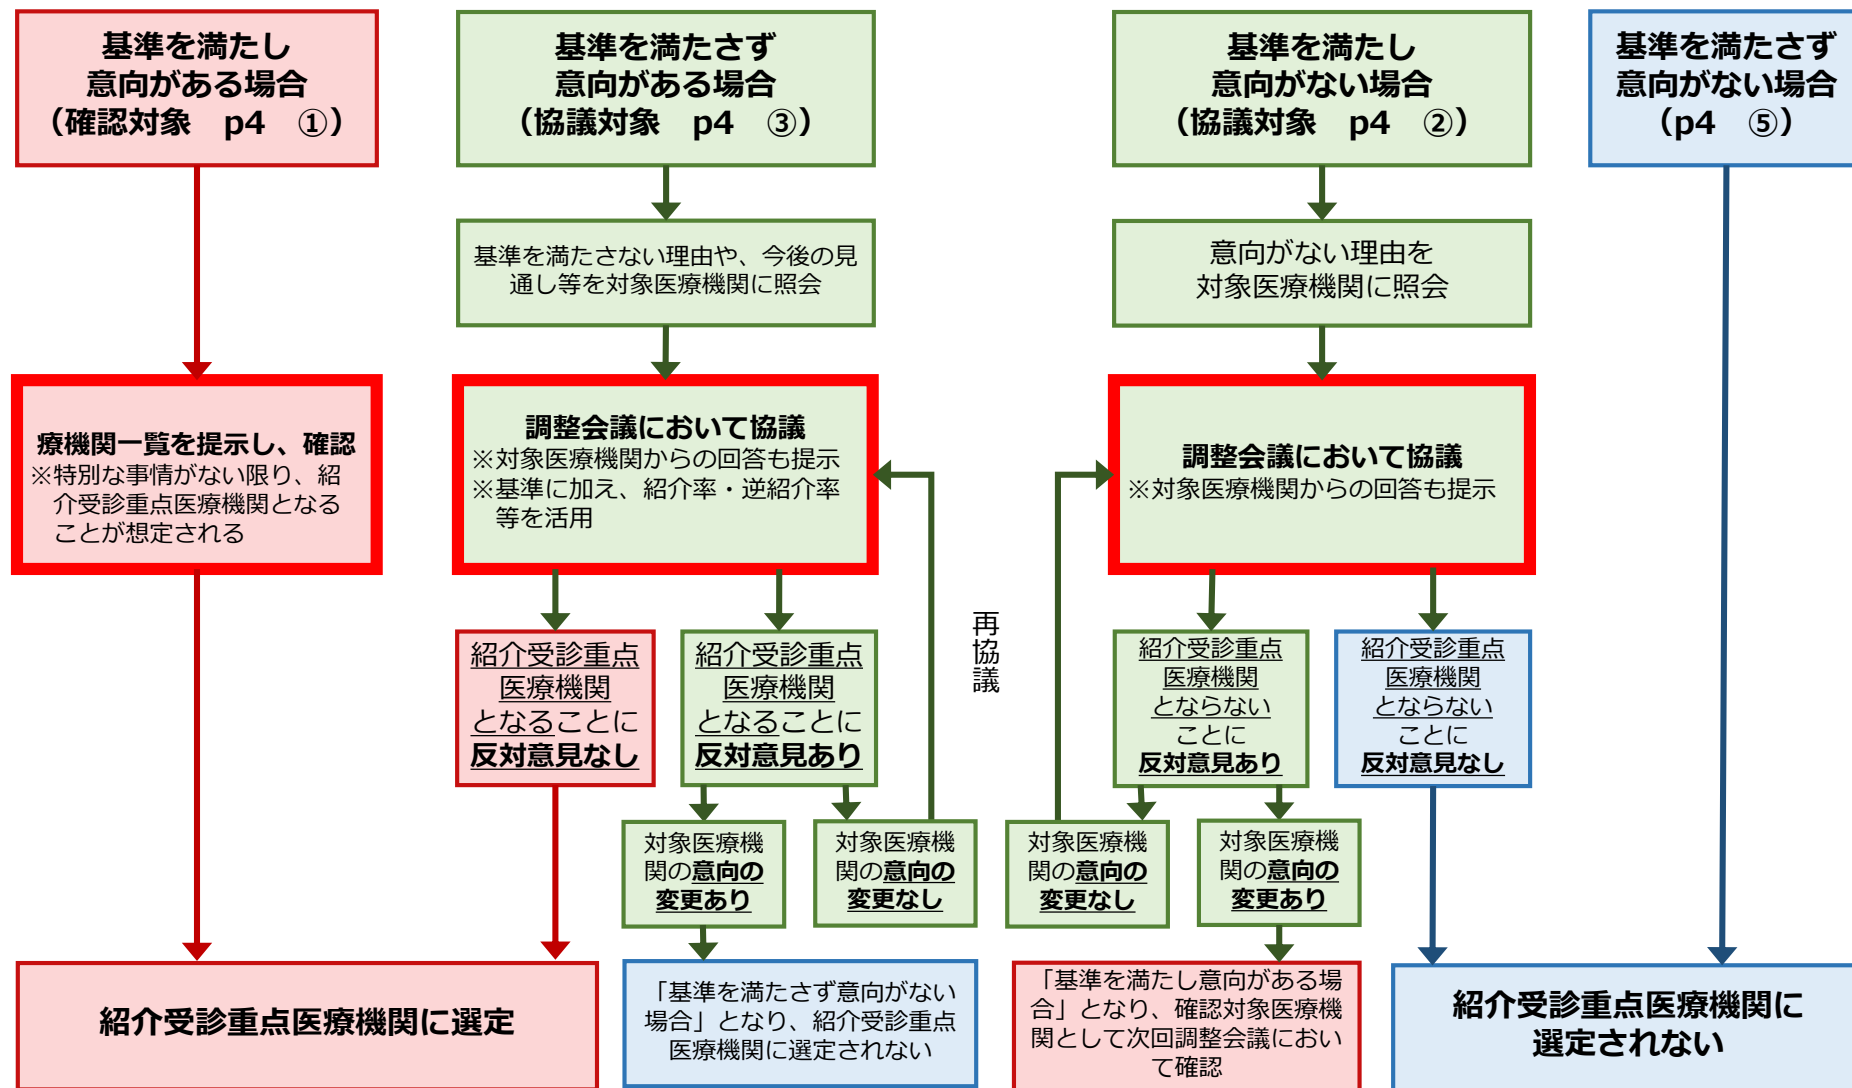 基準を満たし
意向がある場合
（確認対象　p4　①）
基準を満たさず
意向がある場合
（協議対象　p4　③）
基準を満たし
意向がない場合
（協議対象　p4　②）
基準を満たさず
意向がない場合
（p4　⑤）
基準を満たさない理由や、今後の見
通し等を対象医療機関に照会
意向がない理由を
対象医療機関に照会
療機関一覧を提示し、確認
※特別な事情がない限り、紹
介受診重点医療機関となる
ことが想定される
調整会議において協議
※対象医療機関からの回答も提示
※基準に加え、紹介率・逆紹介率
等を活用
調整会議において協議
※対象医療機関からの回答も提示
紹介受診重点
医療機関
となることに
反対意見なし
紹介受診重点
医療機関
となることに
反対意見あり
再協議
紹介受診重点
医療機関
とならない
ことに
反対意見あり
紹介受診重点
医療機関
とならない
ことに
反対意見なし
対象医療機
関の意向の
変更あり
対象医療機
関の意向の
変更なし
対象医療機
関の意向の
変更なし
対象医療機
関の意向の
変更あり
紹介受診重点医療機関に選定
「基準を満たさず意向がない
場合」となり、紹介受診重点
医療機関に選定されない
「基準を満たし意向がある場
合」となり、確認対象医療機
関として次回調整会議におい
て確認
紹介受診重点医療機関に
選定されない